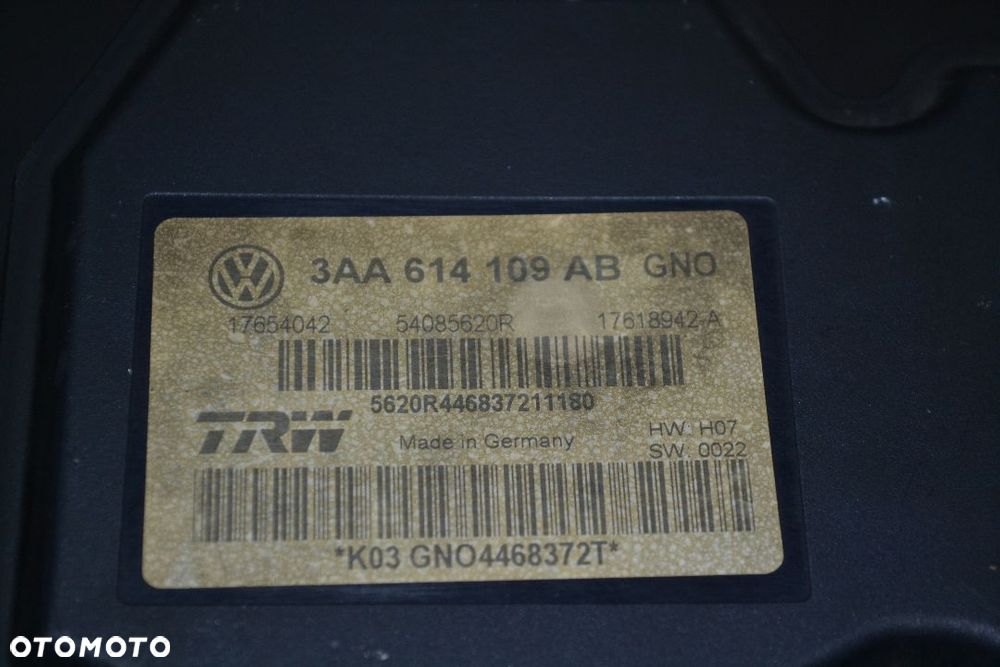 3AA 614 109 AB GNO
17654042 54085620R 17618942-A
5620R446837211180
TRW Made in Germany HW: H07
SW: 0022
*K03 GNO4468372T*
OTOMOTO